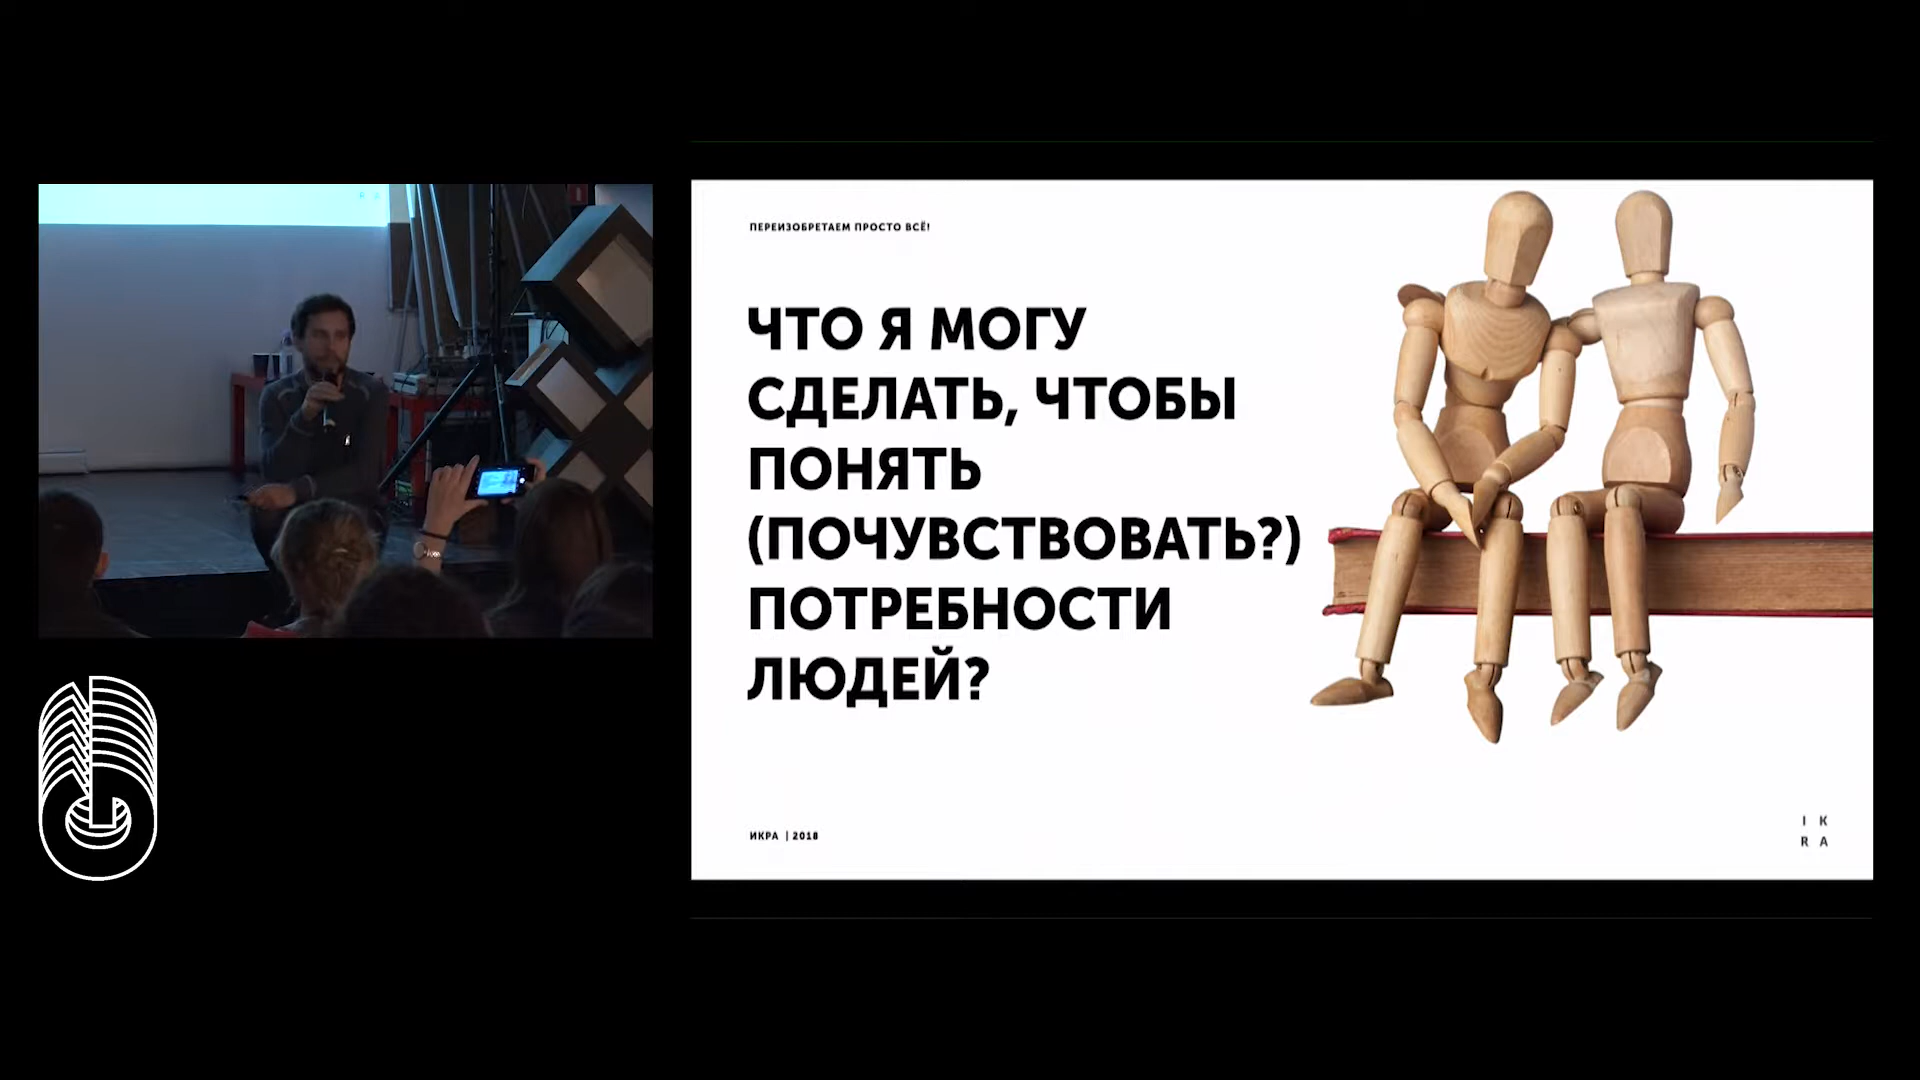 ПЕРЕИЗОБРЕТАЕМ ПРОСТО ВСЁ!
ЧТО Я МОГУ
СДЕЛАТЬ, ЧТОБЫ
ПОНЯТЬ
(ПОЧУВСТВОВАТЬ?)
ПОТРЕБНОСТИ
ЛЮДЕЙ?
ИКРА | 2018
I K
R A